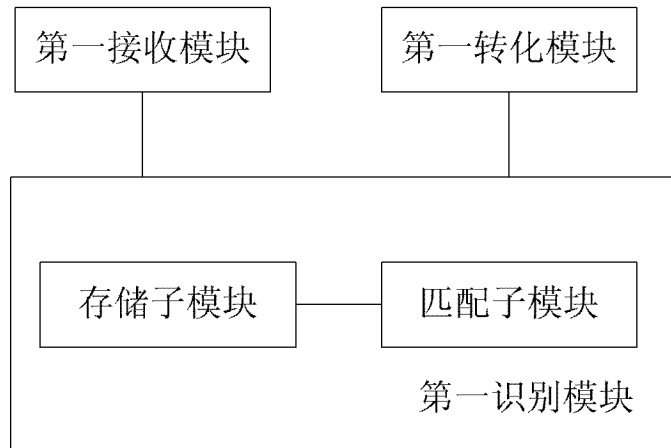 第一接收模块
第一转化模块
存储子模块
匹配子模块
第一识别模块